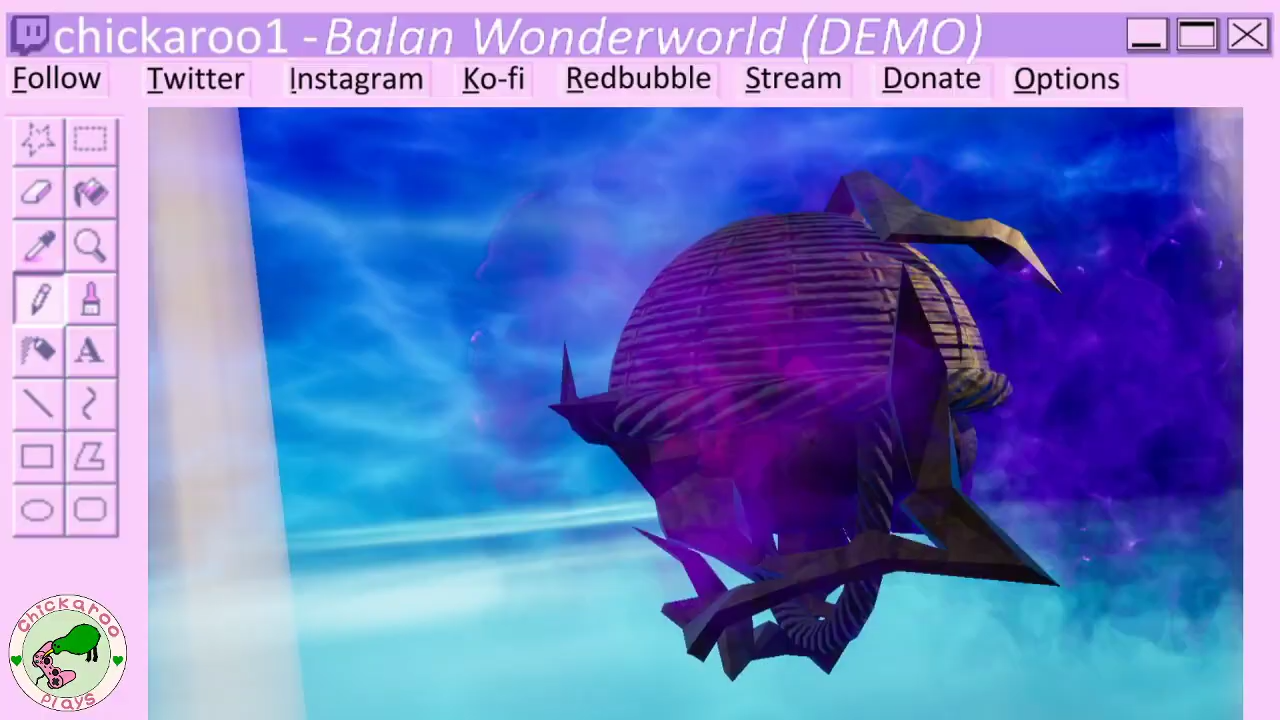 chickaroo1 - Balan Wonderworld (DEMO)
Follow Twitter Instagram Ko-fi Redbubble Stream Donate Options
A
Chickaroo
Plays